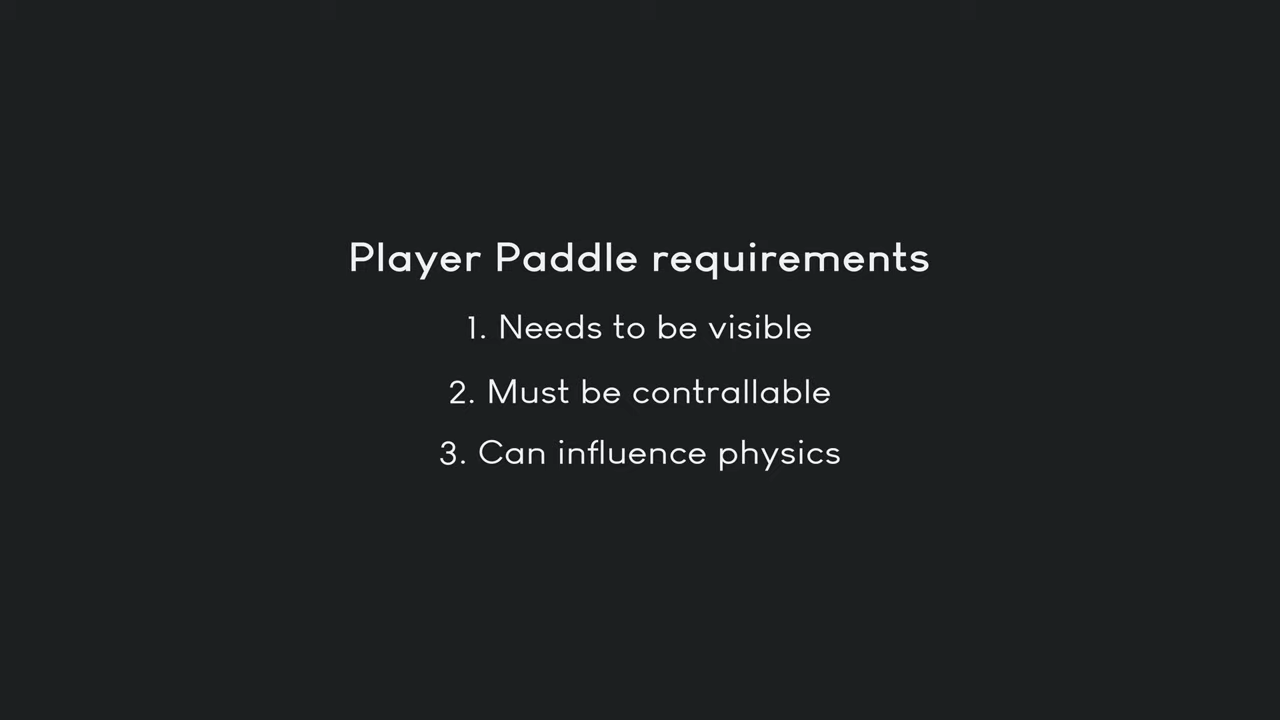 Player Paddle requirements
1. Needs to be visible
2. Must be contrallable
3. Can influence physics